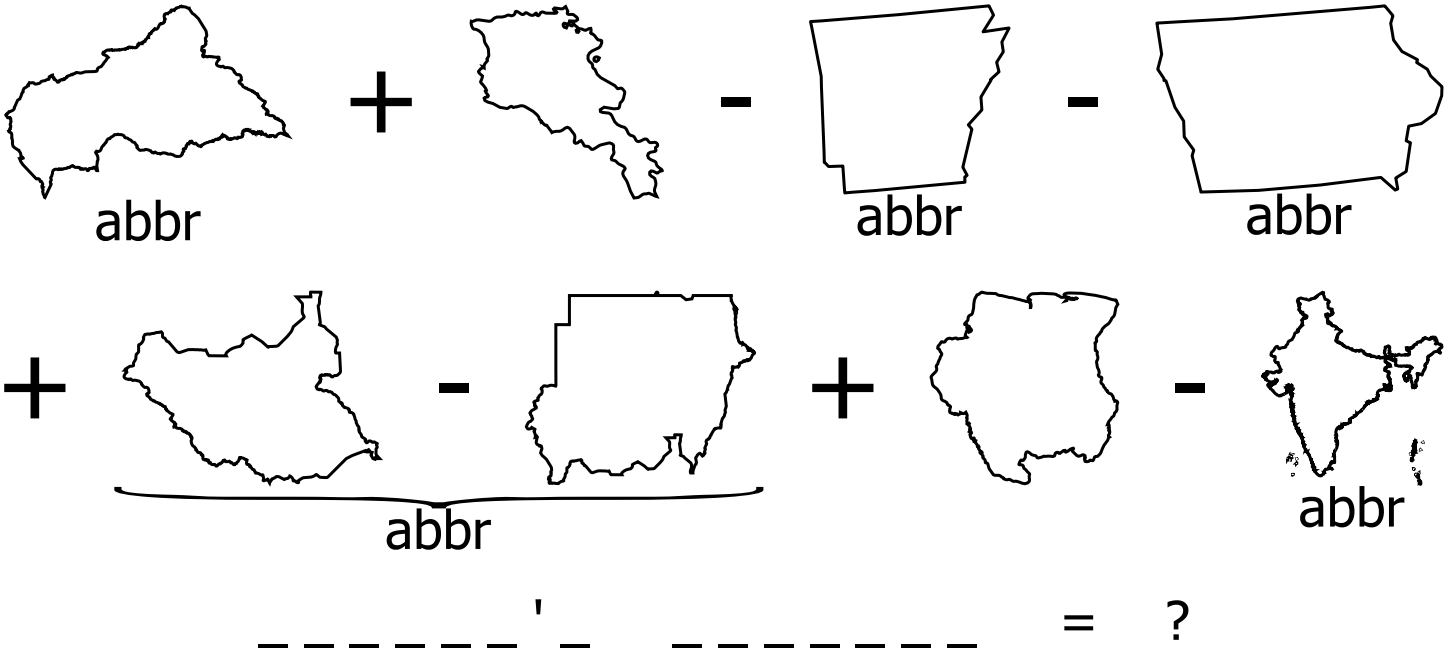 + - -
abbr abbr abbr
+ - + -
abbr abbr
_ _ _ _ _ _ ' _ _ _ _ _ _ _ _ = ?